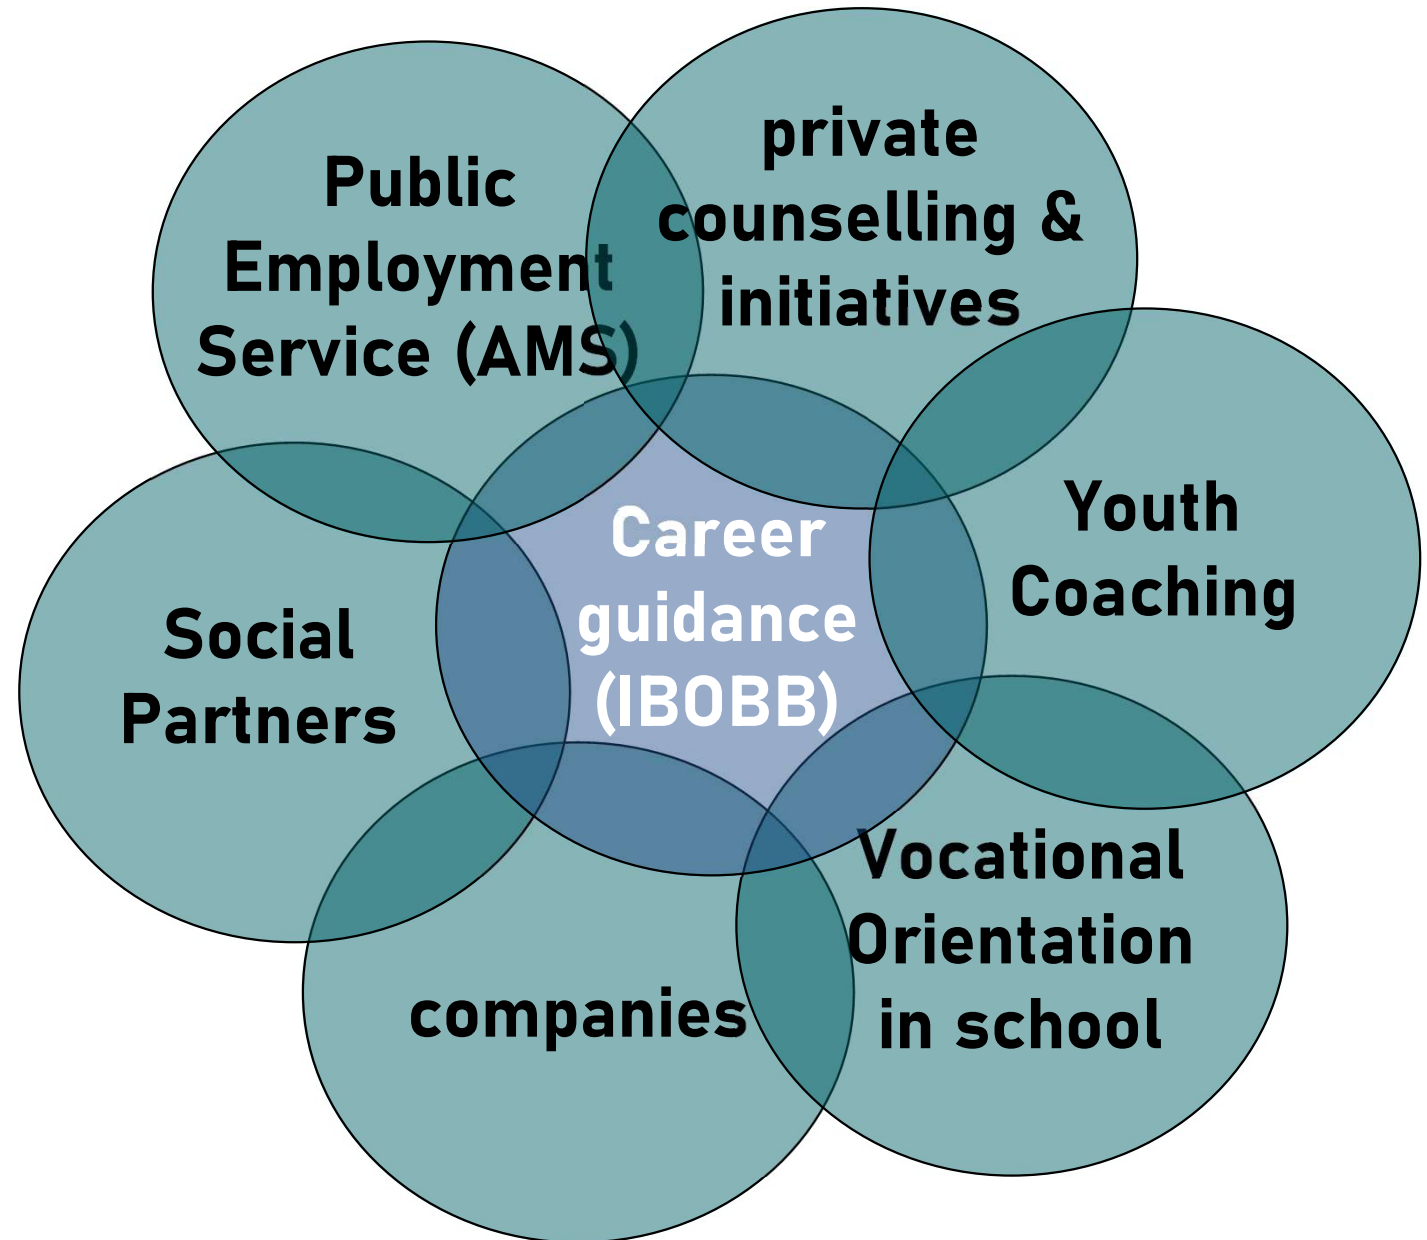 Public
Employment
Service (AMS)
private
counselling &
initiatives
Youth
Coaching
Career
guidance
(IBOBB)
Social
Partners
Vocational
Orientation
in school
companies